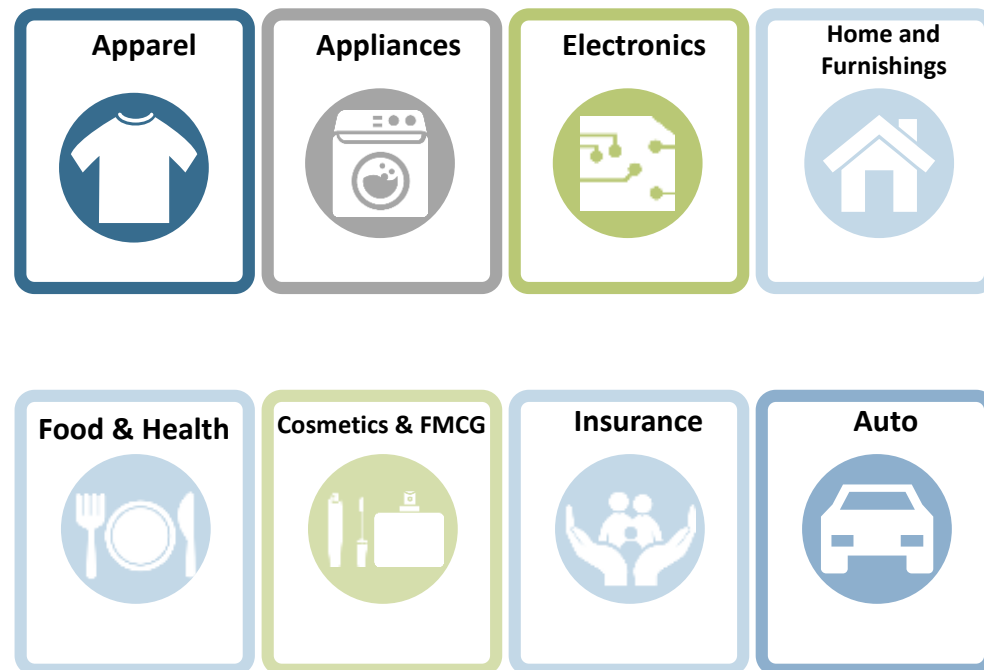 Apparel
Appliances
Electronics
Home and
Furnishings
Food & Health
Cosmetics & FMCG
Insurance
Auto